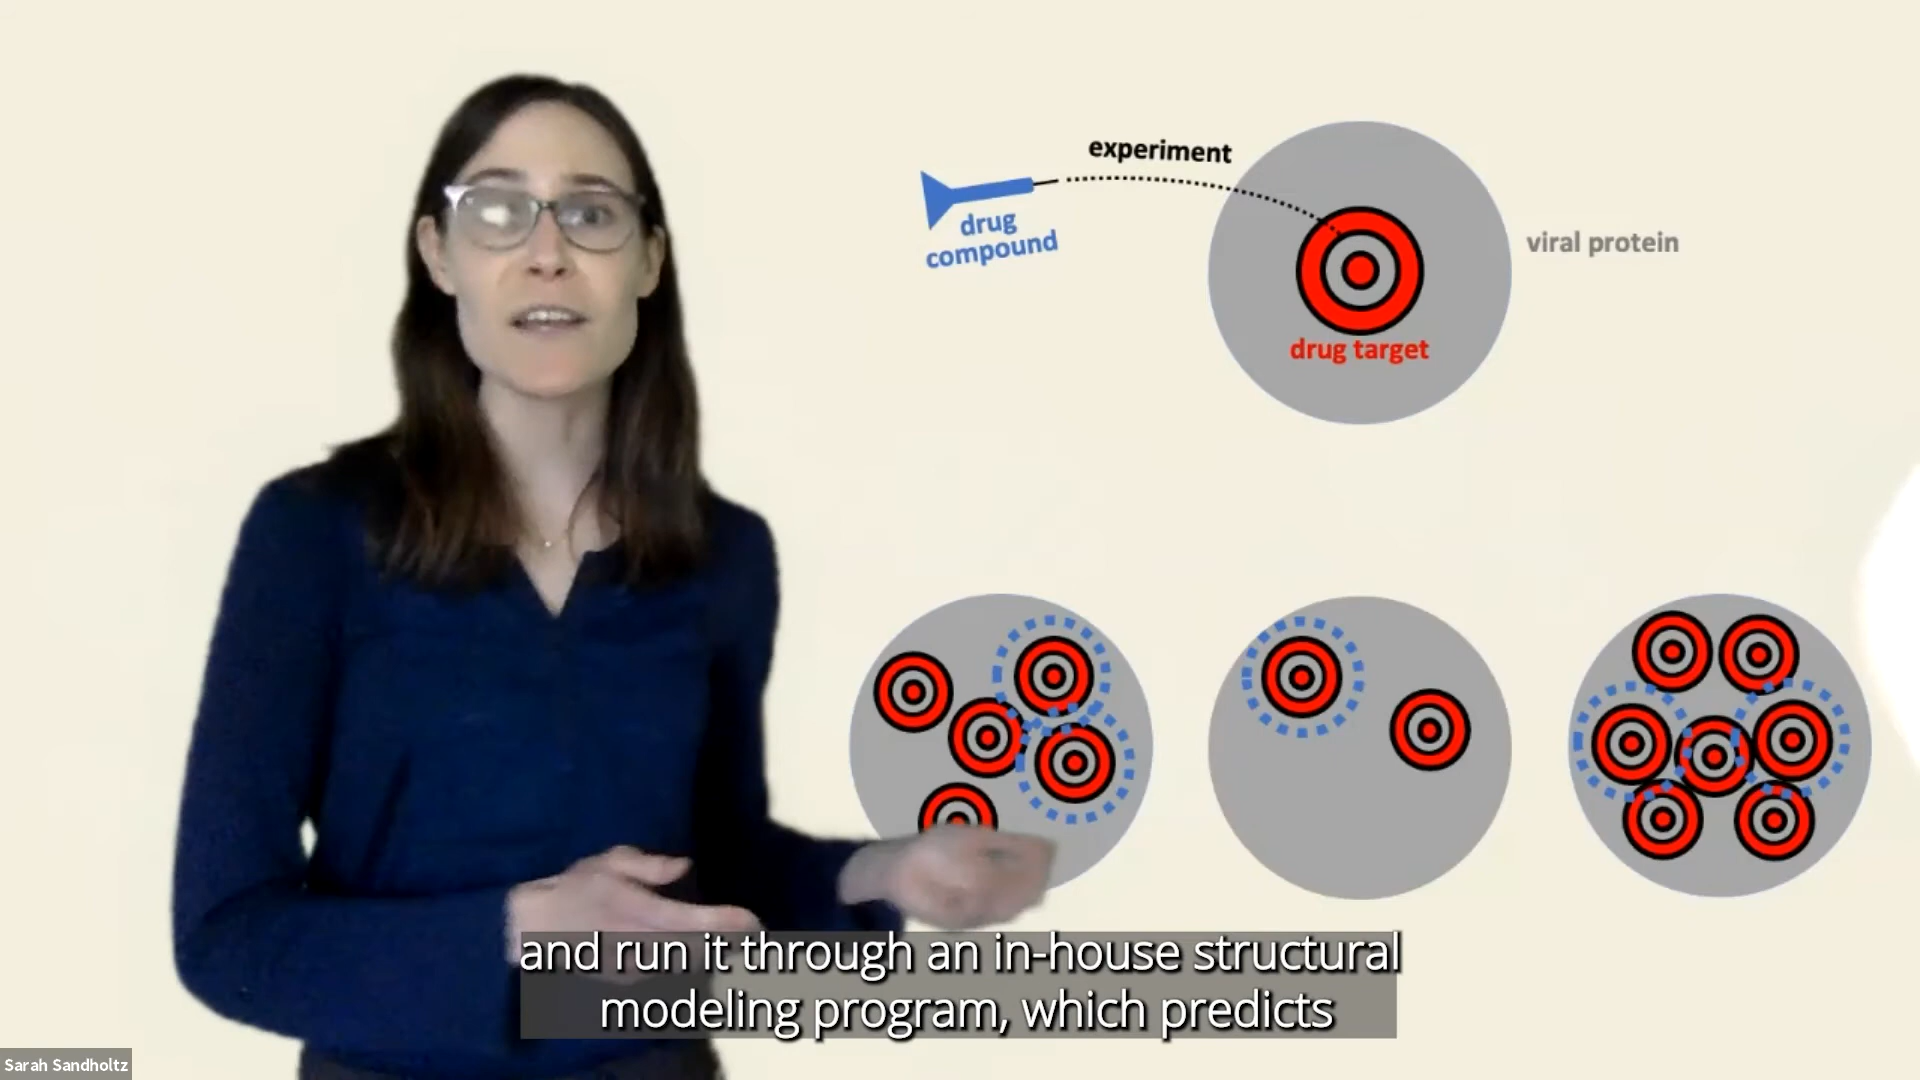 experiment
drug
compound
viral protein
drug target
and run it through an in-house structural
modeling program, which predicts
Sarah Sandholtz